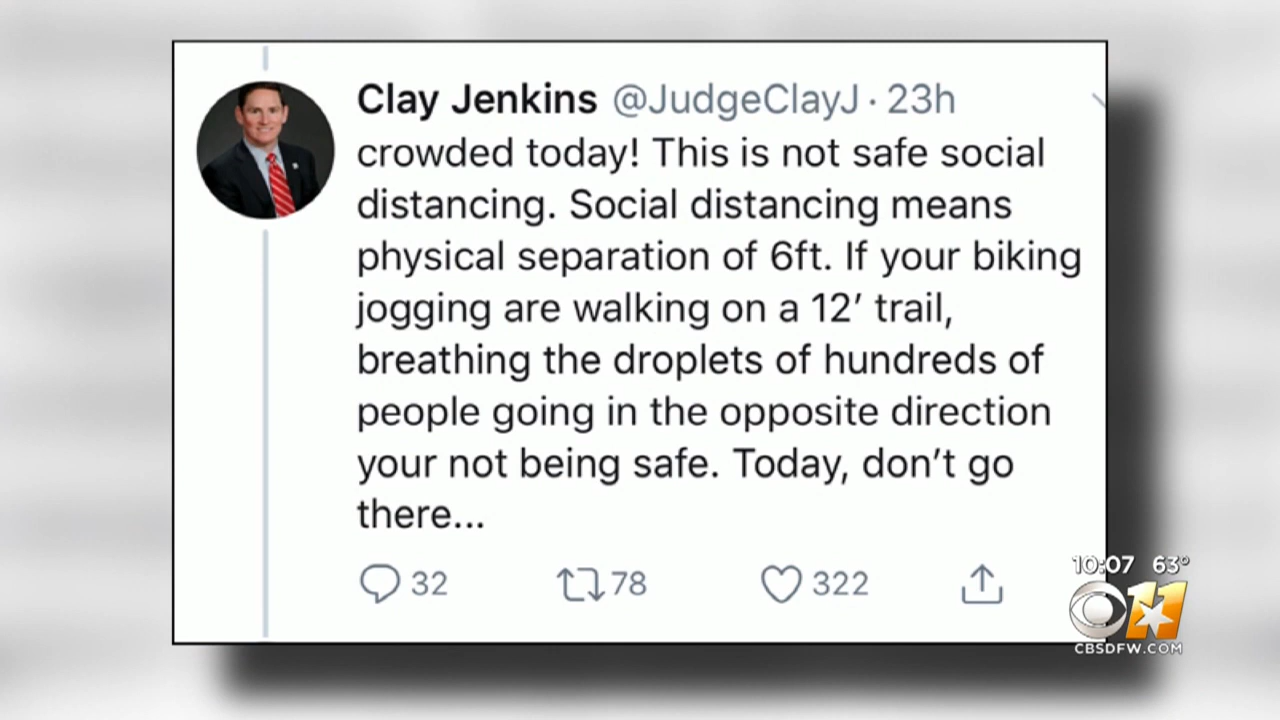 Clay Jenkins @JudgeClayJ · 23h
crowded today! This is not safe social
distancing. Social distancing means
physical separation of 6ft. If your biking
jogging are walking on a 12’ trail,
breathing the droplets of hundreds of
people going in the opposite direction
your not being safe. Today, don’t go
there...
32 78 322
10:07 63°
11
CBSDFW.COM